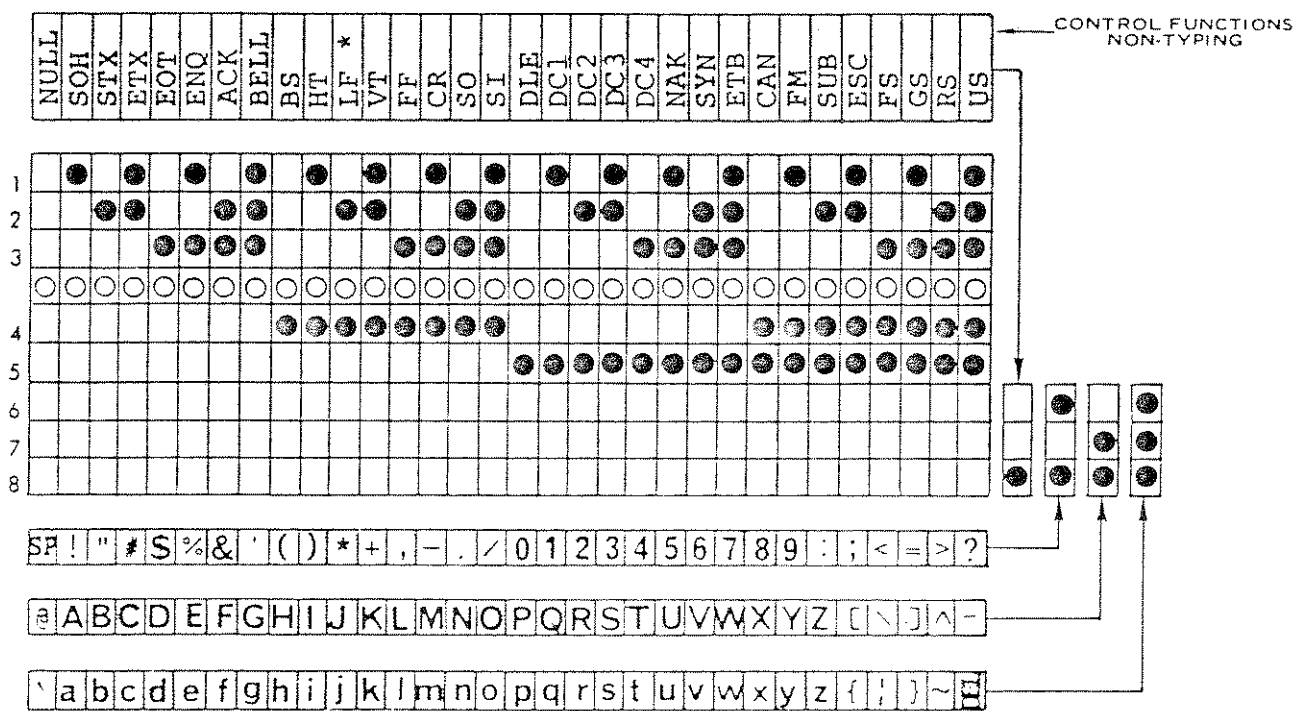 CONTROL FUNCTIONS
NON-TYPING
NULL SOH STX ETX EOT ENQ ACK BELL BS HT LF * VT FF CR SO SI DLE DC1 DC2 DC3 DC4 NAK SYN ETB CAN FM SUB ESC FS GS RS US
1
2
3
4
5
6
7
8
SP ! " # $ % & ' ( ) * + , - . / 0 1 2 3 4 5 6 7 8 9 : ; < = > ?
@ A B C D E F G H I J K L M N O P Q R S T U V W X Y Z [ \ ] ^ -
` a b c d e f g h i j k l m n o p q r s t u v w x y z { ¦ } ~